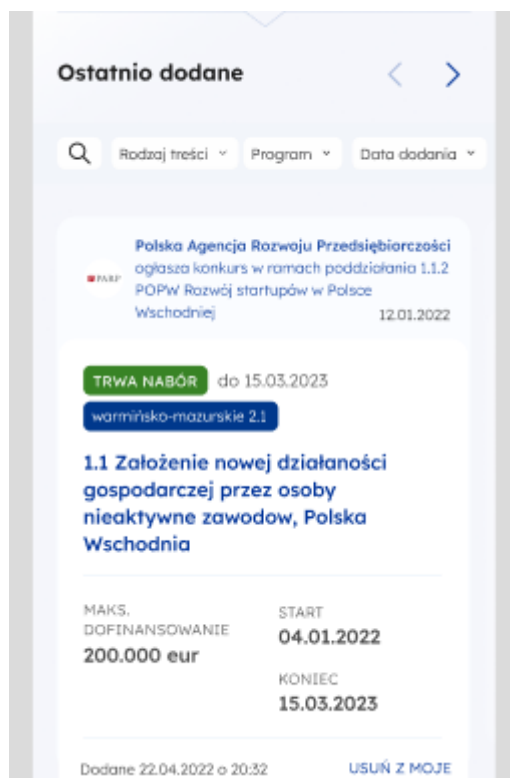 Ostatnio dodane
Rodzaj treści
Program
Data dodania
Polska Agencja Rozwoju Przedsiębiorczości
ogłasza konkurs w ramach poddziałania 1.1.2
PARP
POPW Rozwój startupów w Polsce
Wschodniej
12.01.2022
TRWA NABÓR do 15.03.2023
warmińsko-mazurskie 2.1
1.1 Założenie nowej działaności
gospodarczej przez osoby
nieaktywne zawodow, Polska
Wschodnia
MAKS.
DOFINANSOWANIE
200.000 eur
START
04.01.2022
KONIEC
15.03.2023
Dodane 22.04.2022 o 20:32
USUŃ Z MOJE